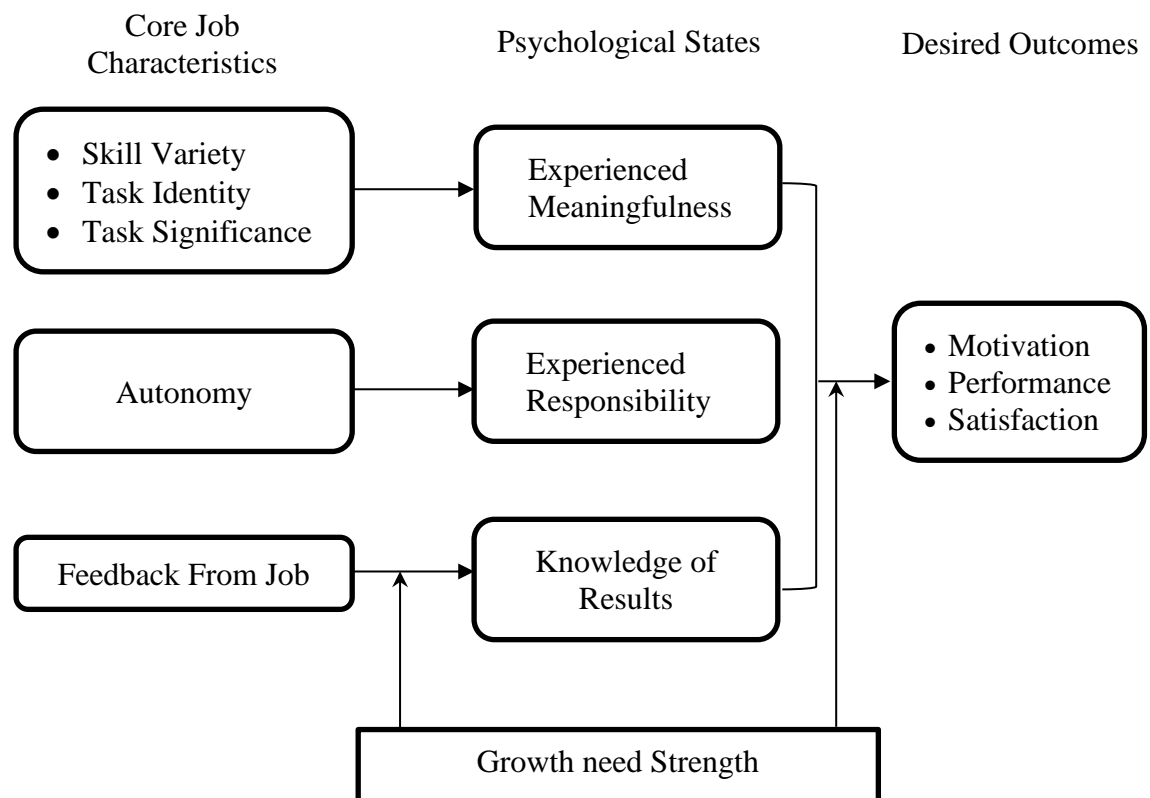 Core Job
Characteristics
Psychological States
Desired Outcomes
• Skill Variety
• Task Identity
• Task Significance
Experienced
Meaningfulness
Autonomy
Experienced
Responsibility
• Motivation
• Performance
• Satisfaction
Feedback From Job
Knowledge of
Results
Growth need Strength